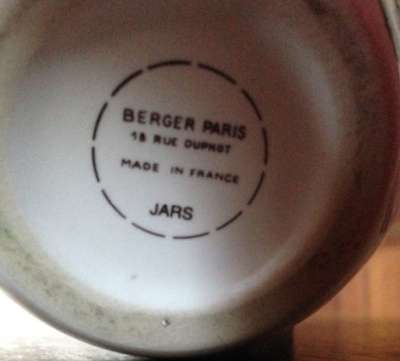 BERGER PARIS
18 RUE DUPHOT
MADE IN FRANCE
JARS